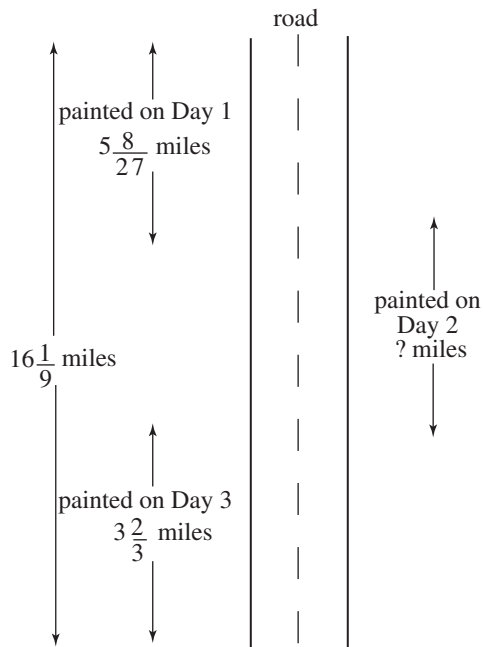 road
painted on Day 1
5 8/27 miles
painted on
Day 2
? miles
16 1/9 miles
painted on Day 3
3 2/3 miles